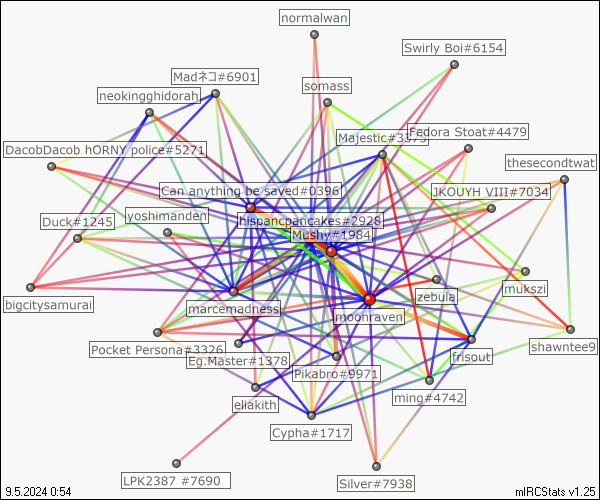 normalwan
Swirly Boi#6154
Madネコ#6901
somass
neokingghidorah
Fedora Stoat#4479
DacobDacob hORNY police#5271
thesecondtwat
Can anything be saved#0396
JKOUYH VIII#7034
Duck#1245
yoshimanden
hispancpancakes#2928
Mushy#1984
zebula
mukszi
bigcitysamurai
marcemadness
moonraven
Pocket Persona#3326
Eg.Master#1378
Pikabro#9971
frisout
shawntee9
eliakith
ming#4742
Cypha#1717
LPK2387 #7690
Silver#7938
9.5.2024 0:54
mIRCStats v1.25